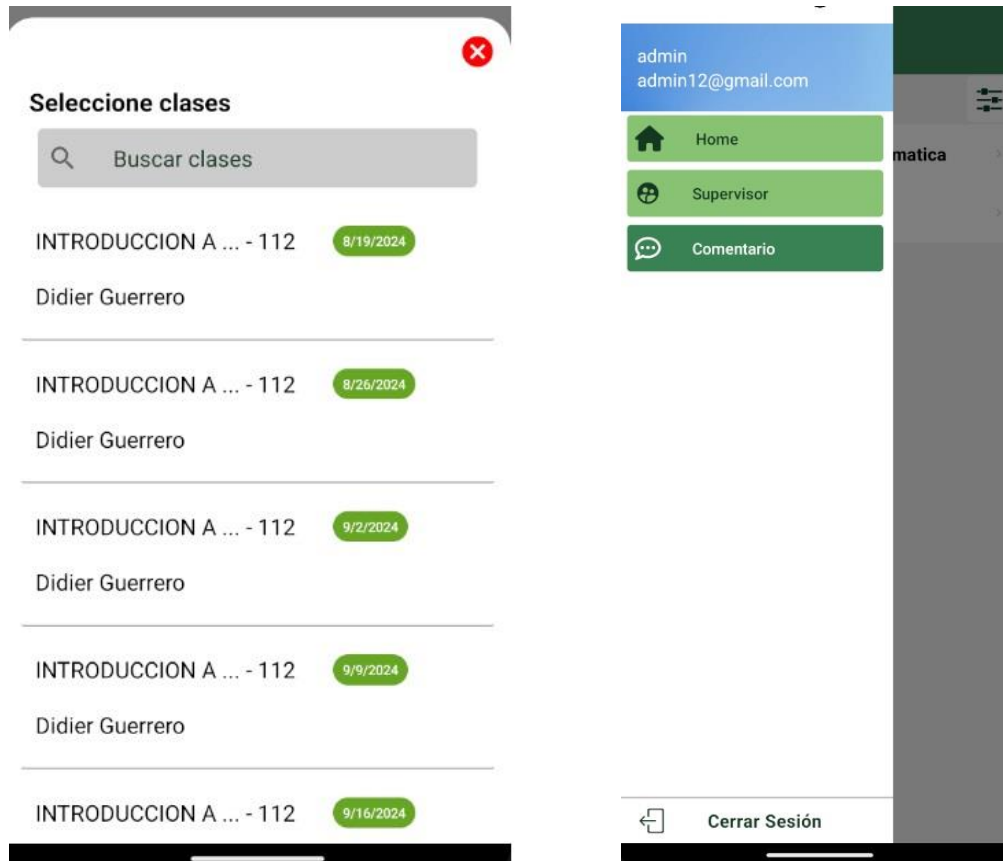 Seleccione clases
Buscar clases
INTRODUCCION A ... - 112 8/19/2024
Didier Guerrero
INTRODUCCION A ... - 112 8/26/2024
Didier Guerrero
INTRODUCCION A ... - 112 9/2/2024
Didier Guerrero
INTRODUCCION A ... - 112 9/9/2024
Didier Guerrero
INTRODUCCION A ... - 112 9/16/2024
admin
admin12@gmail.com
Home
matica
Supervisor
Comentario
Cerrar Sesión